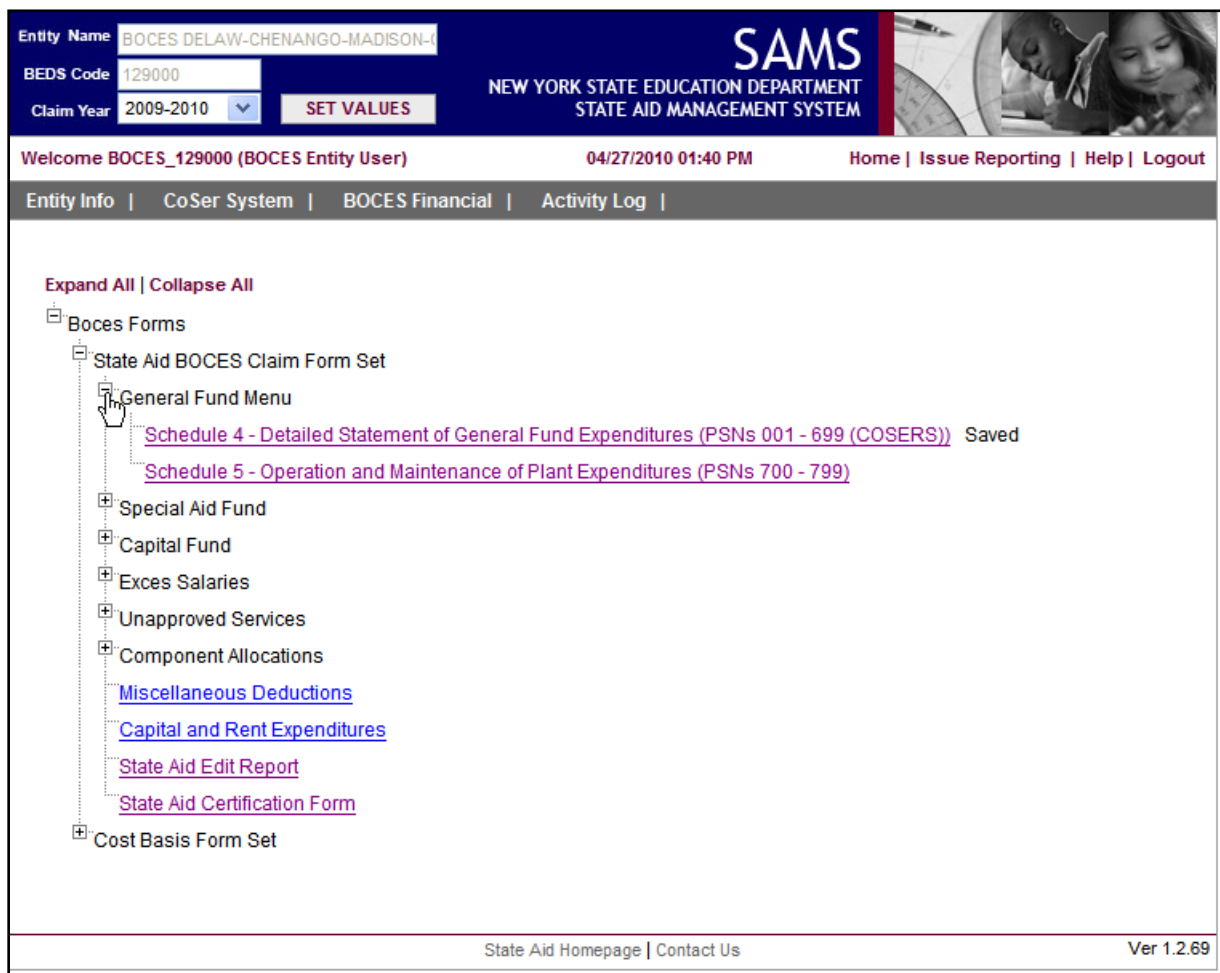 Entity Name BOCES DELAW-CHENANGO-MADISON-
BEDS Code 129000
Claim Year 2009-2010 SET VALUES
SAMS
NEW YORK STATE EDUCATION DEPARTMENT
STATE AID MANAGEMENT SYSTEM
Welcome BOCES_129000 (BOCES Entity User) 04/27/2010 01:40 PM Home | Issue Reporting | Help | Logout
Entity Info | CoSer System | BOCES Financial | Activity Log |
Expand All | Collapse All
Boces Forms
State Aid BOCES Claim Form Set
General Fund Menu
Schedule 4 - Detailed Statement of General Fund Expenditures (PSNs 001 - 699 (COSERS)) Saved
Schedule 5 - Operation and Maintenance of Plant Expenditures (PSNs 700 - 799)
Special Aid Fund
Capital Fund
Exces Salaries
Unapproved Services
Component Allocations
Miscellaneous Deductions
Capital and Rent Expenditures
State Aid Edit Report
State Aid Certification Form
Cost Basis Form Set
State Aid Homepage | Contact Us Ver 1.2.69